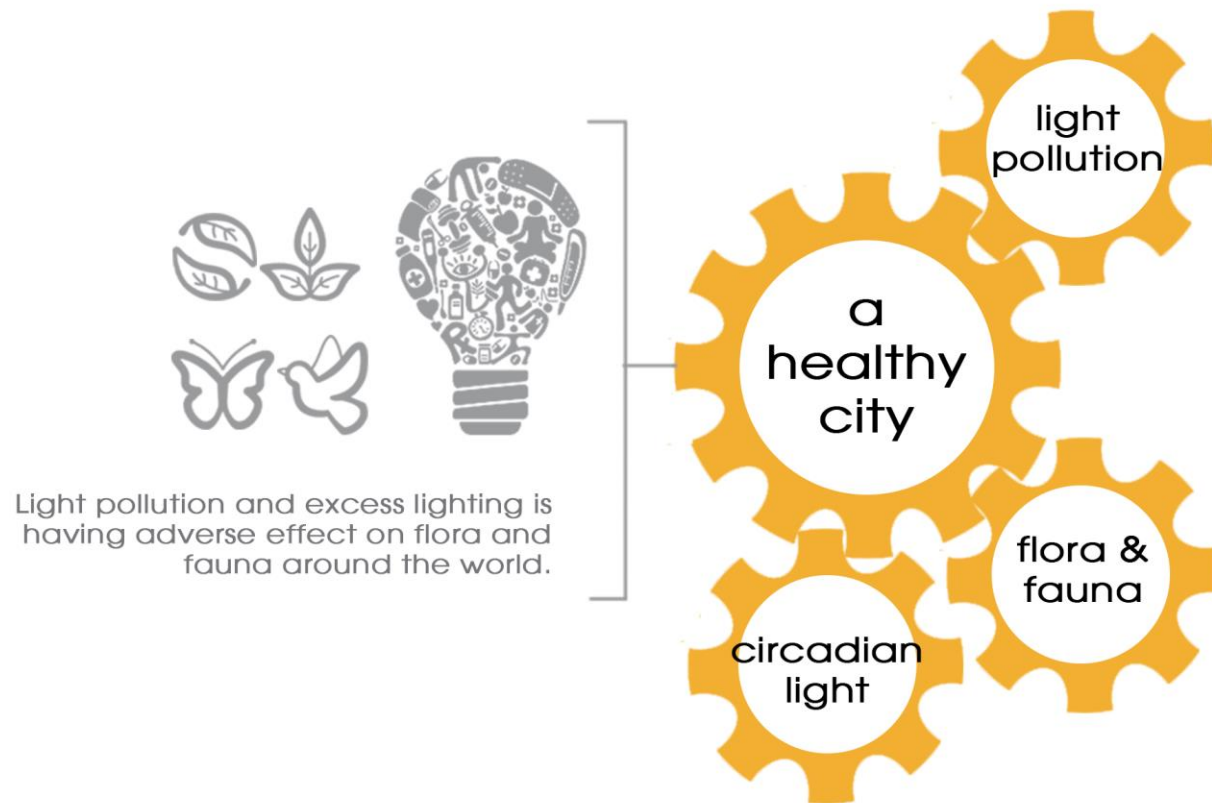 Light pollution and excess lighting is
having adverse effect on flora and
fauna around the world.
a
healthy
city
light
pollution
flora &
fauna
circadian
light